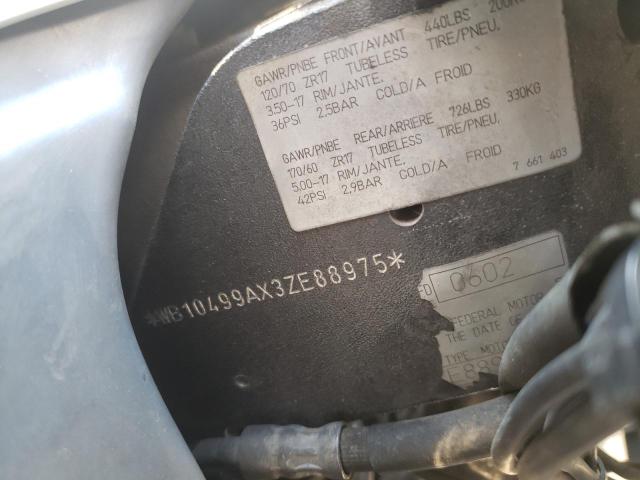 GAWR/PNBE FRONT/AVANT 440LBS
120/70 ZR17 TUBELESS TIRE/PNEU.
3.50-17 RIM/JANTE.
36PSI 2.5BAR COLD/A FROID
GAWR/PNBE REAR/ARRIERE 726LBS 330KG
170/60 ZR17 TUBELESS TIRE/PNEU.
5.00-17 RIM/JANTE.
42PSI 2.9BAR COLD/A FROID
7 661 403
*WB10499AX3ZE88975*
0602
FEDERAL MOTOR
THE DATE OF
TYPE